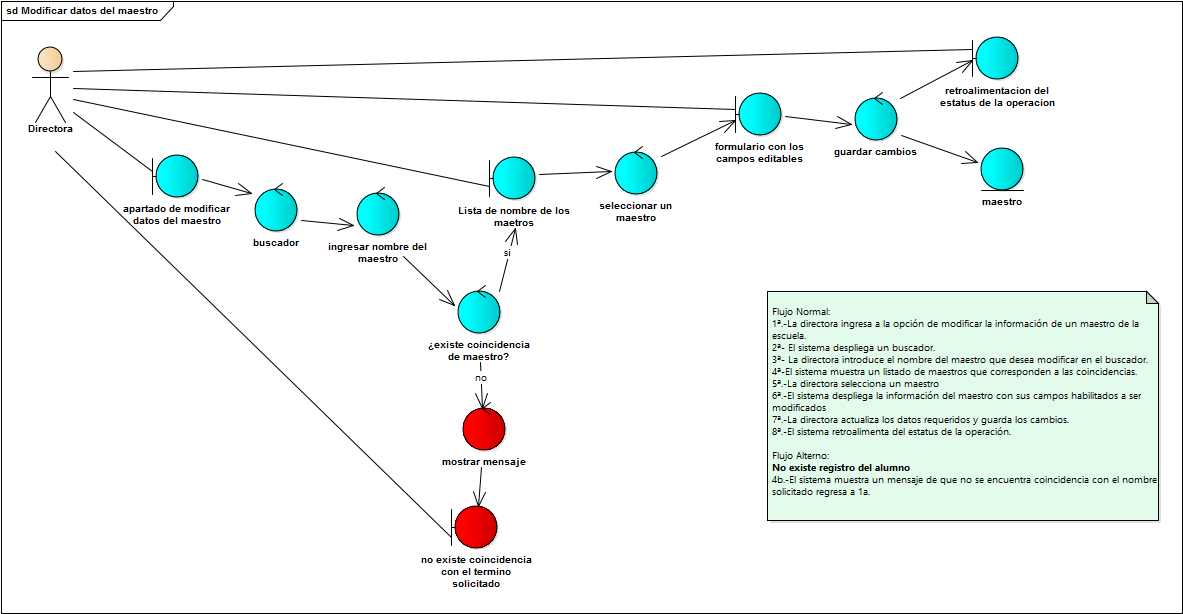 sd Modificar datos del maestro
Directora
retroalimentacion del
estatus de la operacion
formulario con los
campos editables
guardar cambios
maestro
apartado de modificar
datos del maestro
buscador
ingresar nombre del
maestro
Lista de nombre de los
maetros
seleccionar un
maestro
si
¿existe coincidencia
de maestro?
no
mostrar mensaje
no existe coincidencia
con el termino
solicitado
Flujo Normal:
1ª.-La directora ingresa a la opción de modificar la información de un maestro de la
escuela.
2ª- El sistema despliega un buscador.
3ª- La directora introduce el nombre del maestro que desea modificar en el buscador.
4ª-El sistema muestra un listado de maestros que corresponden a las coincidencias.
5ª.-La directora selecciona un maestro
6ª.-El sistema despliega la información del maestro con sus campos habilitados a ser
modificados
7ª.-La directora actualiza los datos requeridos y guarda los cambios.
8ª.-El sistema retroalimenta del estatus de la operación.
Flujo Alterno:
No existe registro del alumno
4b.-El sistema muestra un mensaje de que no se encuentra coincidencia con el nombre
solicitado regresa a 1a.